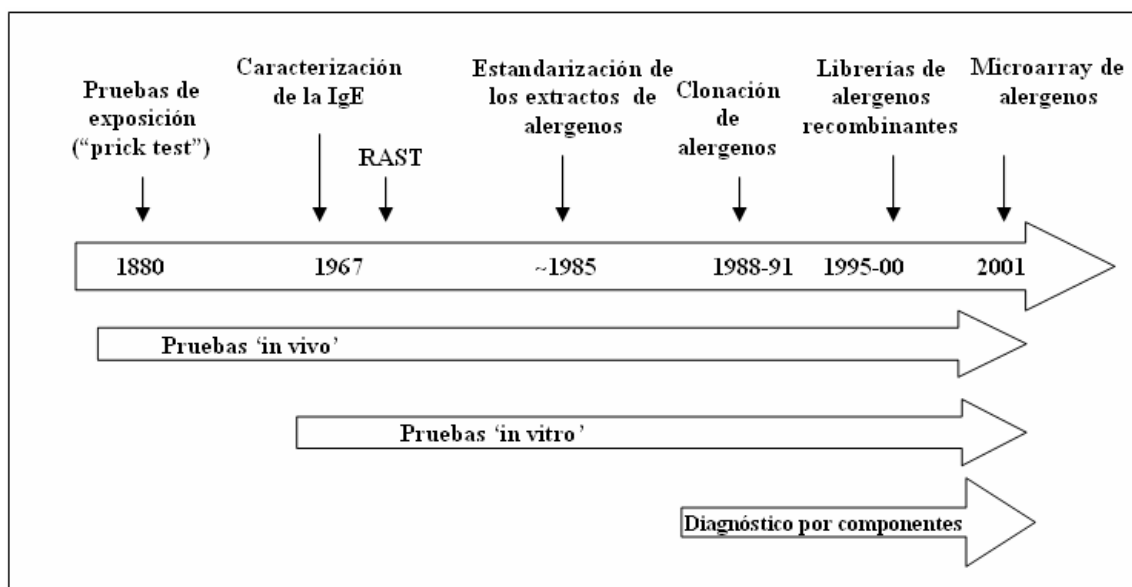 Pruebas de
exposición
(“prick test”)
Caracterización
de la IgE
RAST
Estandarización de
los extractos de
alergenos
Clonación
de
alergenos
Librerías de
alergenos
recombinantes
Microarray de
alergenos
1880
1967
~1985
1988-91
1995-00
2001
Pruebas ‘in vivo’
Pruebas ‘in vitro’
Diagnóstico por componentes